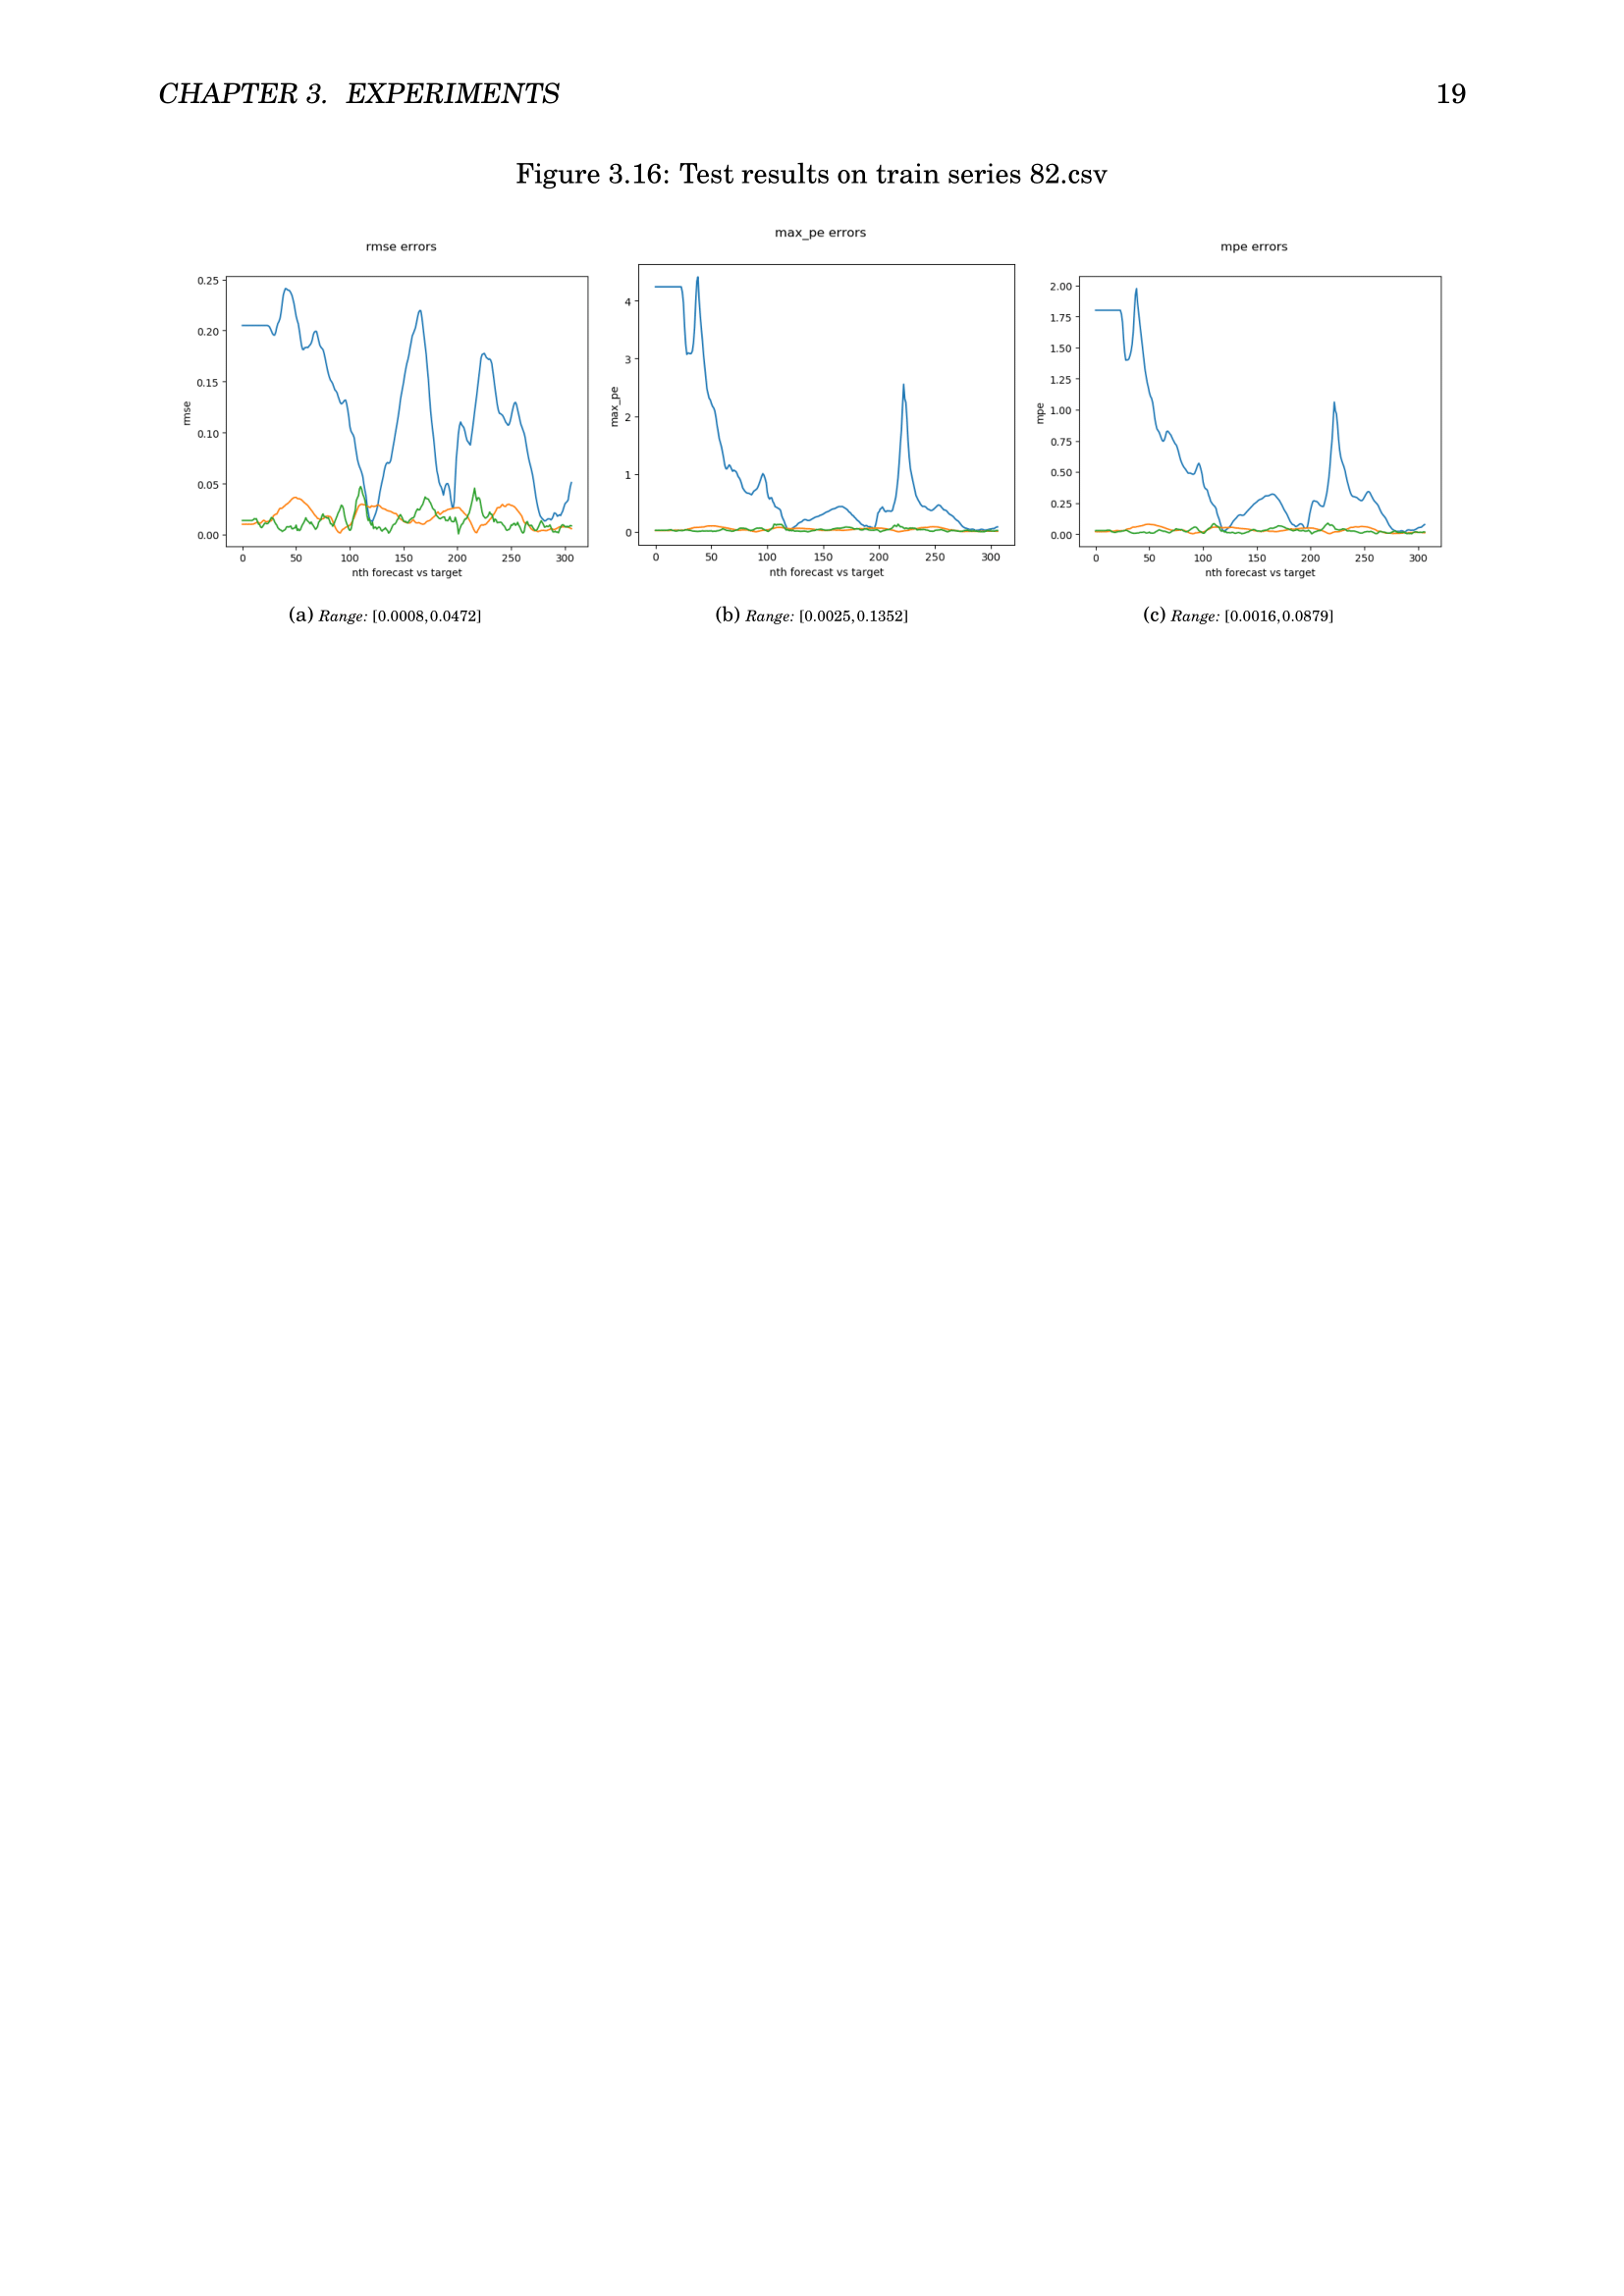 CHAPTER 3. EXPERIMENTS 19
Figure 3.16: Test results on train series 82.csv
rmse errors
0.25
0.20
0.15
0.10
0.05
0.00
rmse
0 50 100 150 200 250 300
nth forecast vs target
(a) Range: [0.0008,0.0472]
max_pe errors
4
3
2
1
0
max_pe
0 50 100 150 200 250 300
nth forecast vs target
(b) Range: [0.0025,0.1352]
mpe errors
2.00
1.75
1.50
1.25
1.00
0.75
0.50
0.25
0.00
mpe
0 50 100 150 200 250 300
nth forecast vs target
(c) Range: [0.0016,0.0879]